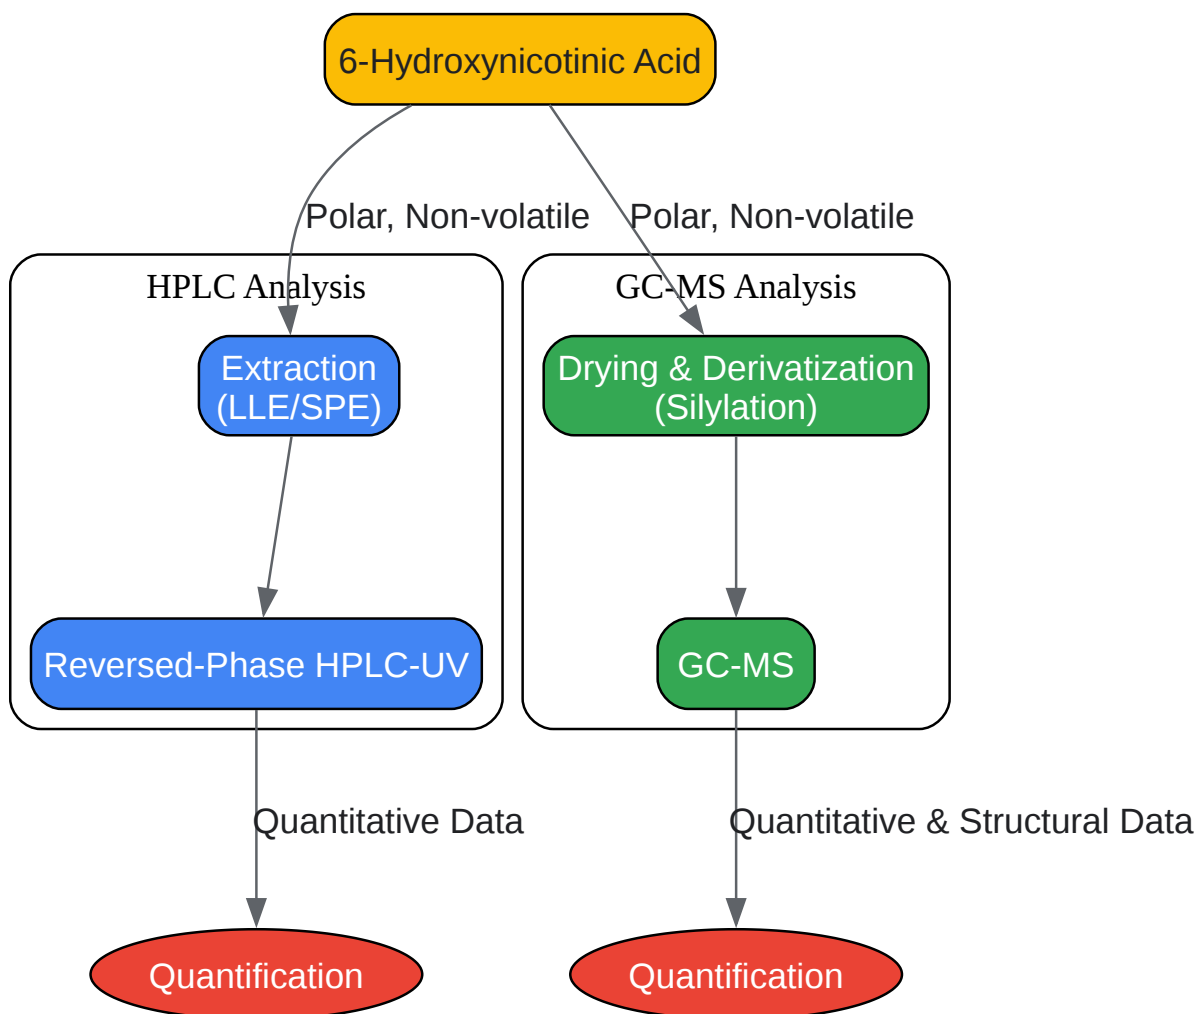 6-Hydroxynicotinic Acid
Polar, Non-volatile
Polar, Non-volatile
HPLC Analysis
GC-MS Analysis
Extraction
(LLE/SPE)
Drying & Derivatization
(Silylation)
Reversed-Phase HPLC-UV
GC-MS
Quantitative Data
Quantitative & Structural Data
Quantification
Quantification